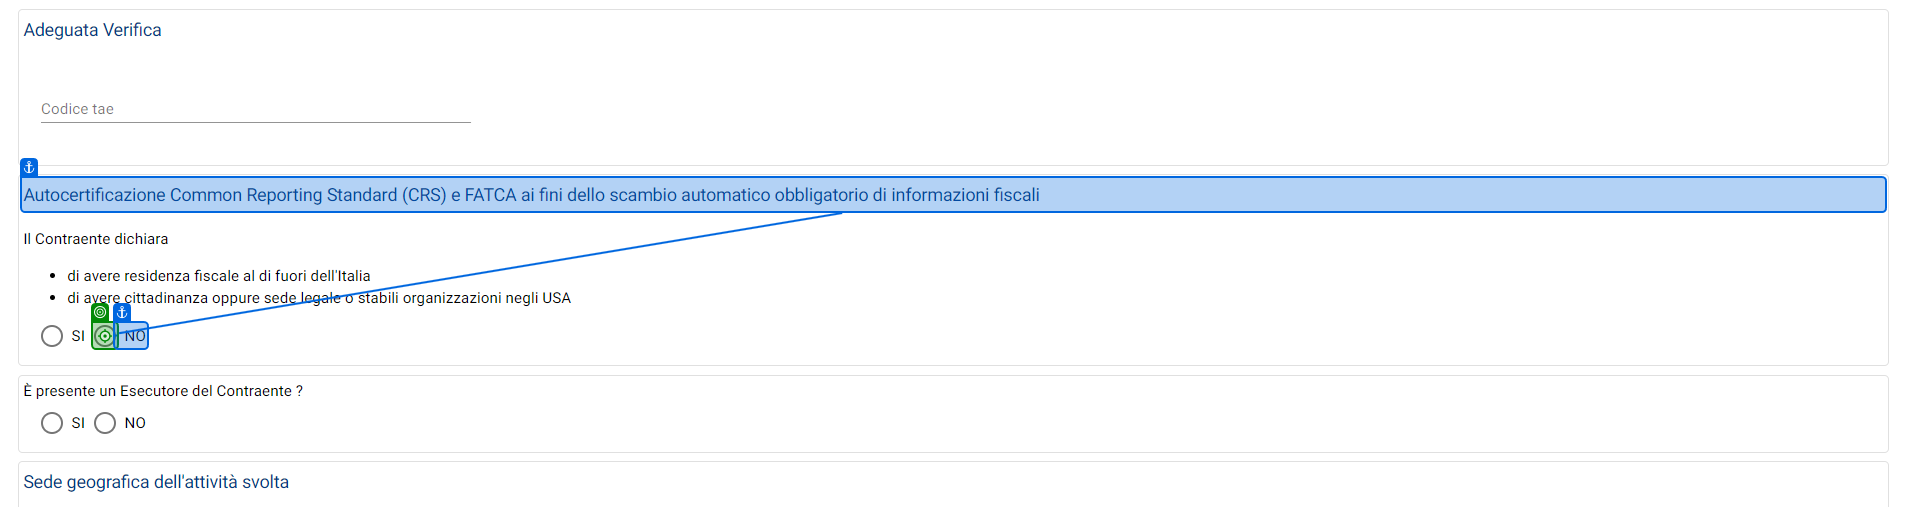 Adeguata Verifica
Codice tae
Autocertificazione Common Reporting Standard (CRS) e FATCA ai fini dello scambio automatico obbligatorio di informazioni fiscali
Il Contraente dichiara
• di avere residenza fiscale al di fuori dell'Italia
• di avere cittadinanza oppure sede legale o stabili organizzazioni negli USA
SI NO
È presente un Esecutore del Contraente ?
SI NO
Sede geografica dell'attività svolta